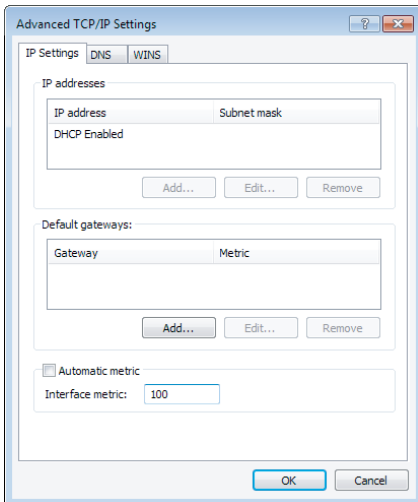 Advanced TCP/IP Settings
IP Settings DNS WINS
IP addresses
IP address Subnet mask
DHCP Enabled
Add... Edit... Remove
Default gateways:
Gateway Metric
Add... Edit... Remove
Automatic metric
Interface metric: 100
OK Cancel